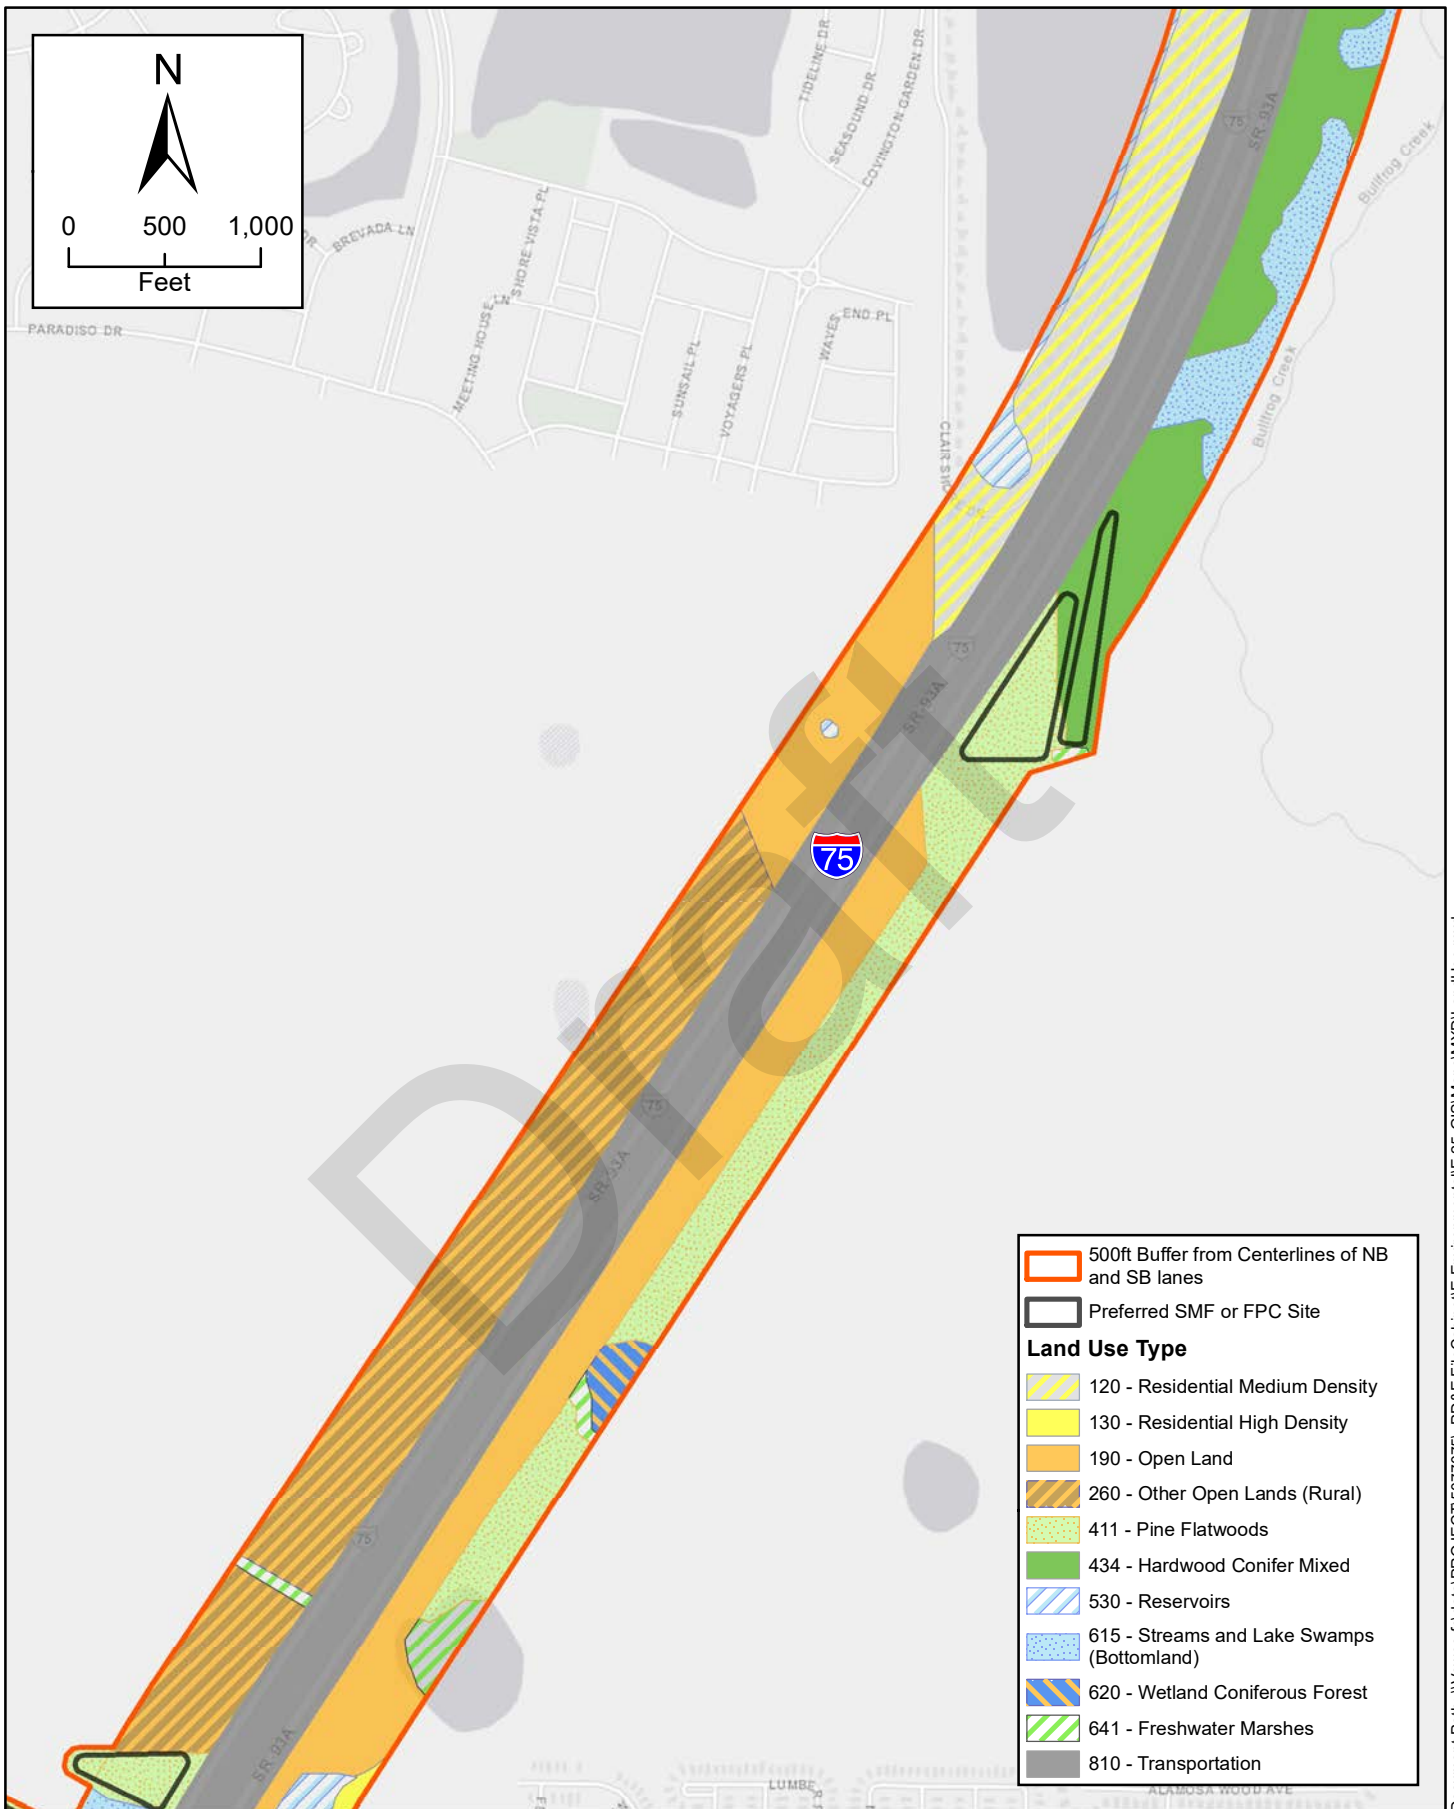 N
0 500 1,000
Feet
TIDELINE DR
SEASOUND DR
COVINGTON GARDEN DR
SR-93A
75
Bullfrog Creek
BREVADA LN
SHORE VISTA PL
MEETING HOUSE LN
PARADISO DR
WAVES END PL
SUNSAIL PL
VOYAGERS PL
Bullfrog Creek
75
SR-93A
75
Draft
75
SR-93A
75
SR-93A
LUMBE
ALAMOSA WOOD AVE
500ft Buffer from Centerlines of NB
and SB lanes
Preferred SMF or FPC Site
Land Use Type
120 - Residential Medium Density
130 - Residential High Density
190 - Open Land
260 - Other Open Lands (Rural)
411 - Pine Flatwoods
434 - Hardwood Conifer Mixed
530 - Reservoirs
615 - Streams and Lake Swamps
(Bottomland)
620 - Wetland Coniferous Forest
641 - Freshwater Marshes
810 - Transportation